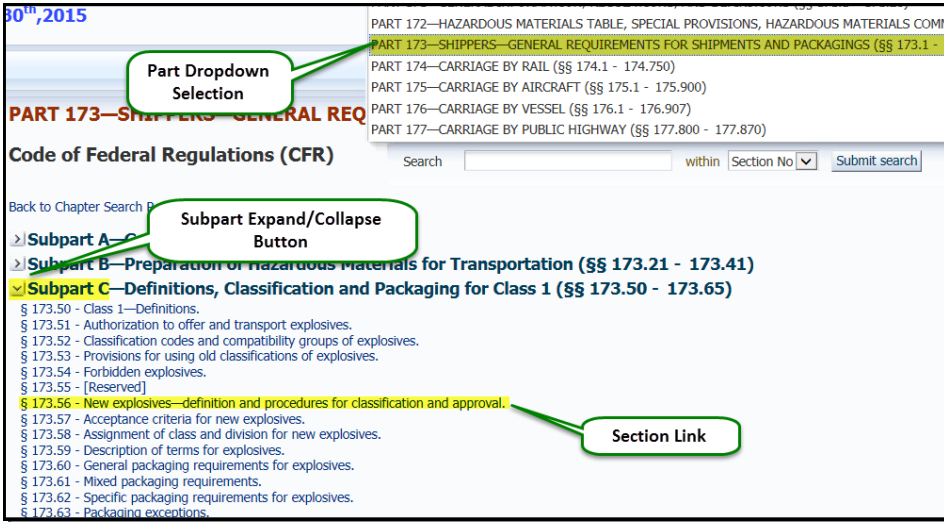 30th,2015
PART 172—HAZARDOUS MATERIALS TABLE, SPECIAL PROVISIONS, HAZARDOUS MATERIALS COMM
PART 173—SHIPPERS—GENERAL REQUIREMENTS FOR SHIPMENTS AND PACKAGINGS (§§ 173.1 -
PART 174—CARRIAGE BY RAIL (§§ 174.1 - 174.750)
PART 175—CARRIAGE BY AIRCRAFT (§§ 175.1 - 175.900)
PART 176—CARRIAGE BY VESSEL (§§ 176.1 - 176.907)
PART 177—CARRIAGE BY PUBLIC HIGHWAY (§§ 177.800 - 177.870)
Part Dropdown
Selection
PART 173—SHIPPERS—GENERAL REQ
Code of Federal Regulations (CFR)
Search within Section No Submit search
Back to Chapter Search
Subpart Expand/Collapse
Button
Subpart A—
Subpart B—Preparation of Hazardous Materials for Transportation (§§ 173.21 - 173.41)
Subpart C—Definitions, Classification and Packaging for Class 1 (§§ 173.50 - 173.65)
§ 173.50 - Class 1—Definitions.
§ 173.51 - Authorization to offer and transport explosives.
§ 173.52 - Classification codes and compatibility groups of explosives.
§ 173.53 - Provisions for using old classifications of explosives.
§ 173.54 - Forbidden explosives.
§ 173.55 - [Reserved]
§ 173.56 - New explosives—definition and procedures for classification and approval.
§ 173.57 - Acceptance criteria for new explosives.
§ 173.58 - Assignment of class and division for new explosives.
§ 173.59 - Description of terms for explosives.
§ 173.60 - General packaging requirements for explosives.
§ 173.61 - Mixed packaging requirements.
§ 173.62 - Specific packaging requirements for explosives.
§ 173.63 - Packaging exceptions.
Section Link